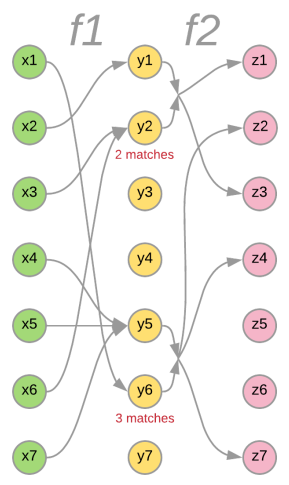 f1 f2
x1 y1 z1
x2 y2 z2
2 matches
x3 y3 z3
x4 y4 z4
x5 y5 z5
x6 y6 z6
3 matches
x7 y7 z7